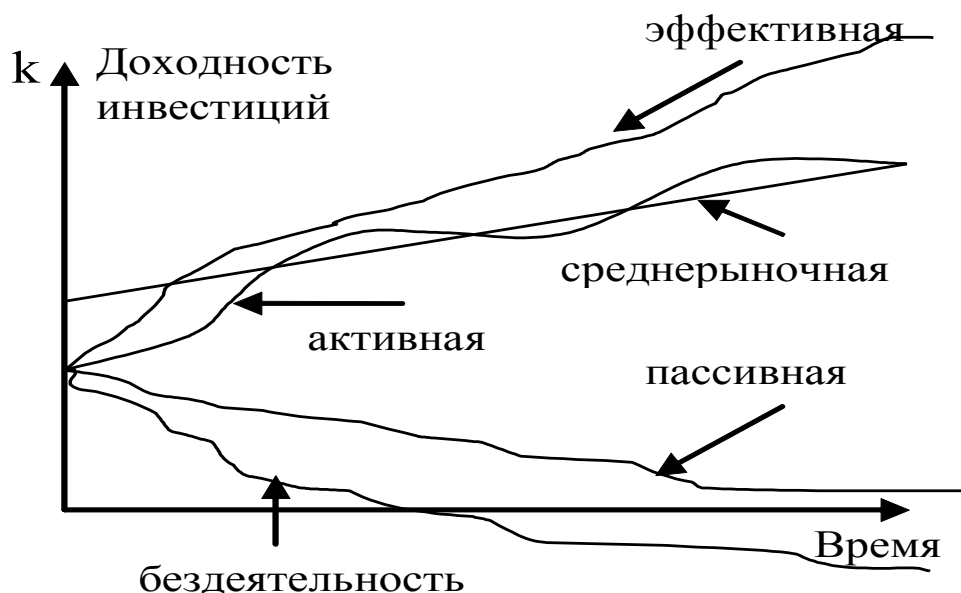 эффективная
k
Доходность
инвестиций
среднерыночная
активная
пассивная
Время
бездеятельность